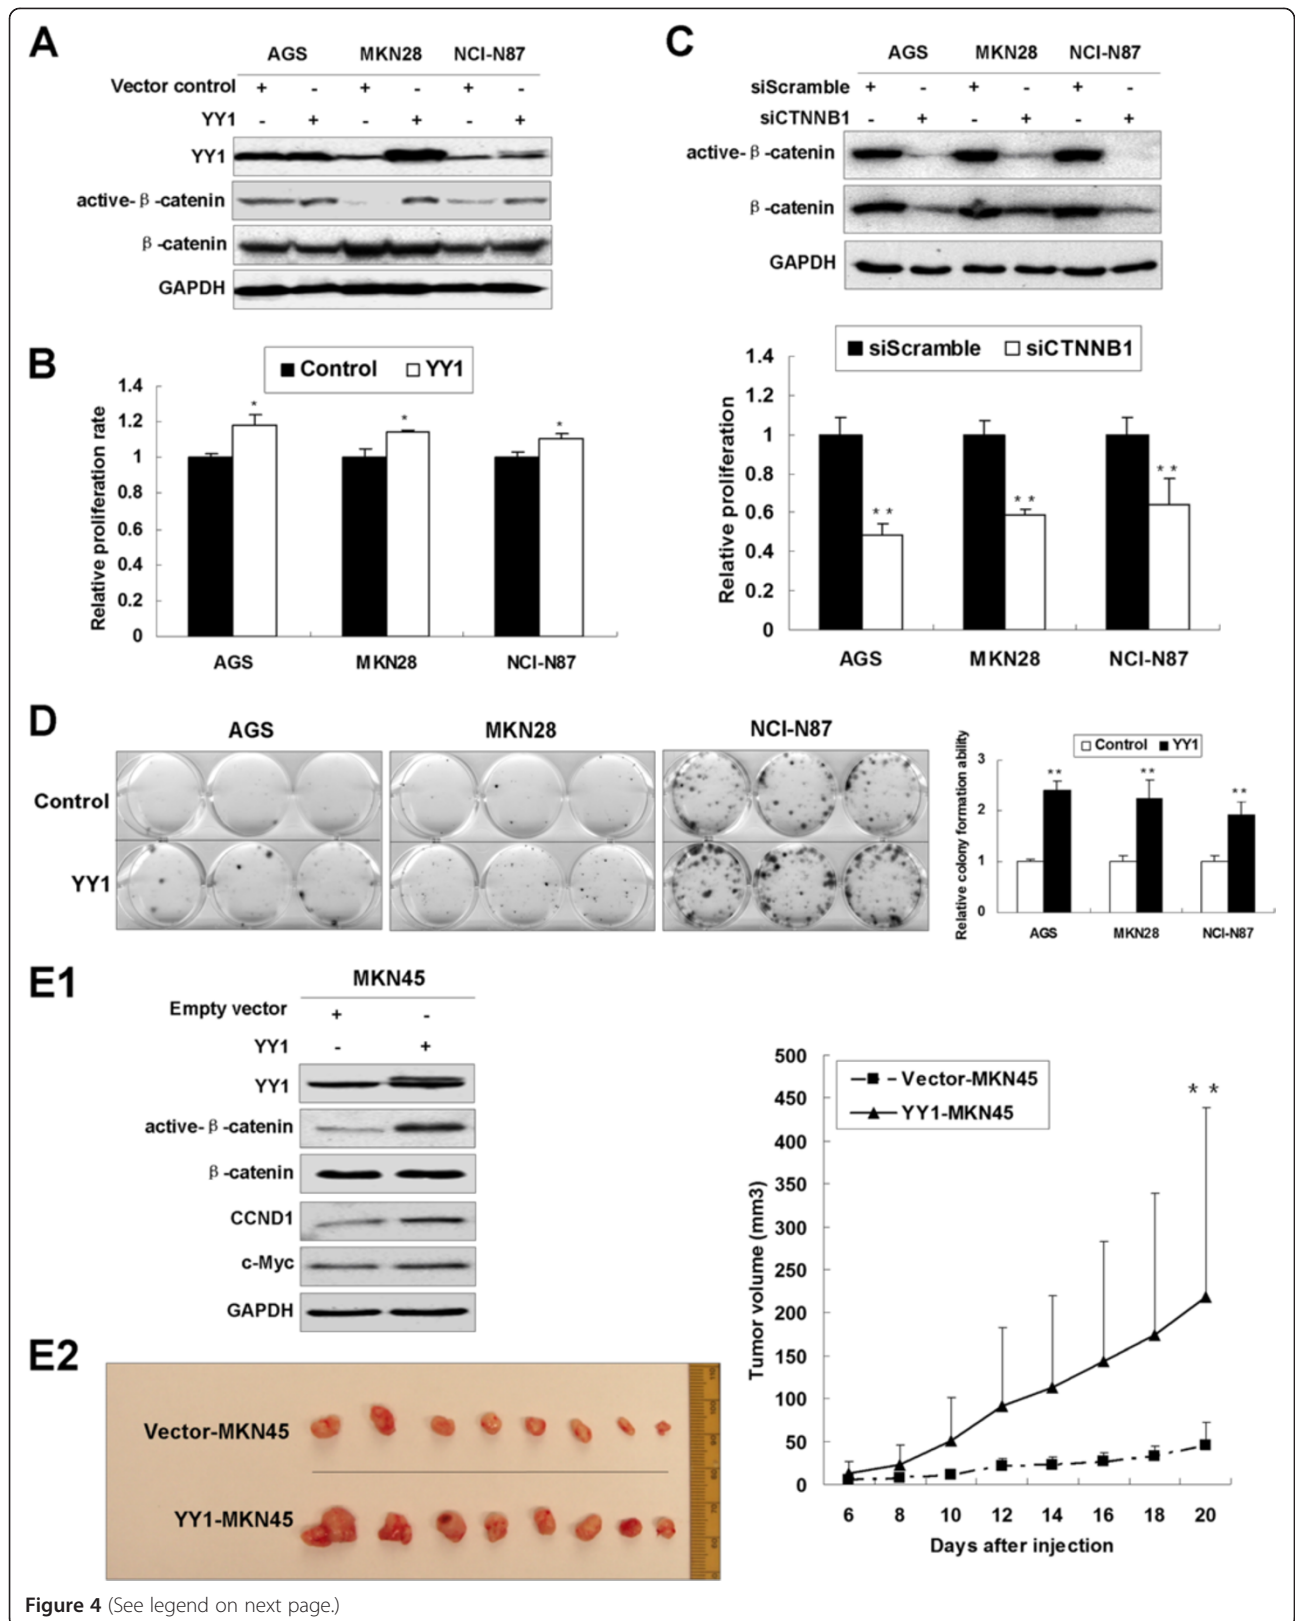 A
AGS MKN28 NCI-N87
Vector control + - + - + -
YY1 - + - + - +
YY1
active-β-catenin
β-catenin
GAPDH
C
AGS MKN28 NCI-N87
siScramble + - + - + -
siCTNNB1 - + - + - +
active-β-catenin
β-catenin
GAPDH
B
Control YY1
Relative proliferation rate
1.4
1.2
1
0.8
0.6
0.4
0.2
0
* * *
AGS MKN28 NCI-N87
siScramble siCTNNB1
Relative proliferation
1.4
1.2
1
0.8
0.6
0.4
0.2
0
** ** **
AGS MKN28 NCI-N87
D
AGS MKN28 NCI-N87
Control
YY1
Control YY1
Relative colony formation ability
3
2
1
0
** ** **
AGS MKN28 NCI-N87
E1
MKN45
Empty vector + -
YY1 - +
YY1
active-β-catenin
β-catenin
CCND1
c-Myc
GAPDH
E2
Vector-MKN45
YY1-MKN45
Vector-MKN45
YY1-MKN45
**
Tumor volume (mm3)
500
450
400
350
300
250
200
150
100
50
0
6 8 10 12 14 16 18 20
Days after injection
Figure 4 (See legend on next page.)